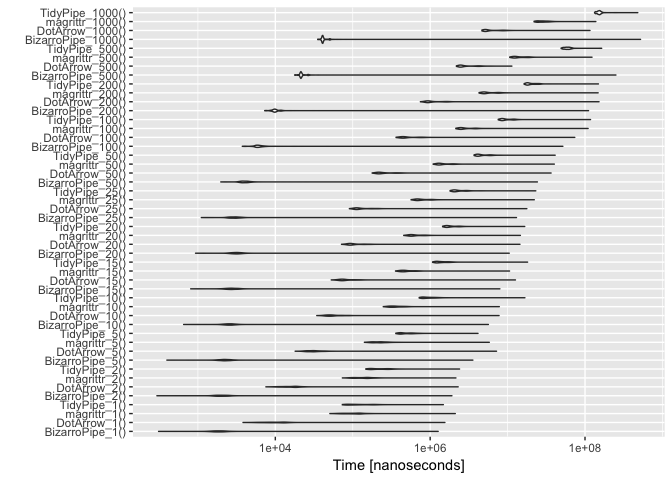 TidyPipe_1000()
magrittr_1000()
DotArrow_1000()
BizarroPipe_1000()
TidyPipe_500()
magrittr_500()
DotArrow_500()
BizarroPipe_500()
TidyPipe_200()
magrittr_200()
DotArrow_200()
BizarroPipe_200()
TidyPipe_100()
magrittr_100()
DotArrow_100()
BizarroPipe_100()
TidyPipe_50()
magrittr_50()
DotArrow_50()
BizarroPipe_50()
TidyPipe_25()
magrittr_25()
DotArrow_25()
BizarroPipe_25()
TidyPipe_20()
magrittr_20()
DotArrow_20()
BizarroPipe_20()
TidyPipe_15()
magrittr_15()
DotArrow_15()
BizarroPipe_15()
TidyPipe_10()
magrittr_10()
DotArrow_10()
BizarroPipe_10()
TidyPipe_5()
magrittr_5()
DotArrow_5()
BizarroPipe_5()
TidyPipe_2()
magrittr_2()
DotArrow_2()
BizarroPipe_2()
TidyPipe_1()
magrittr_1()
DotArrow_1()
BizarroPipe_1()
1e+04 1e+06 1e+08
Time [nanoseconds]